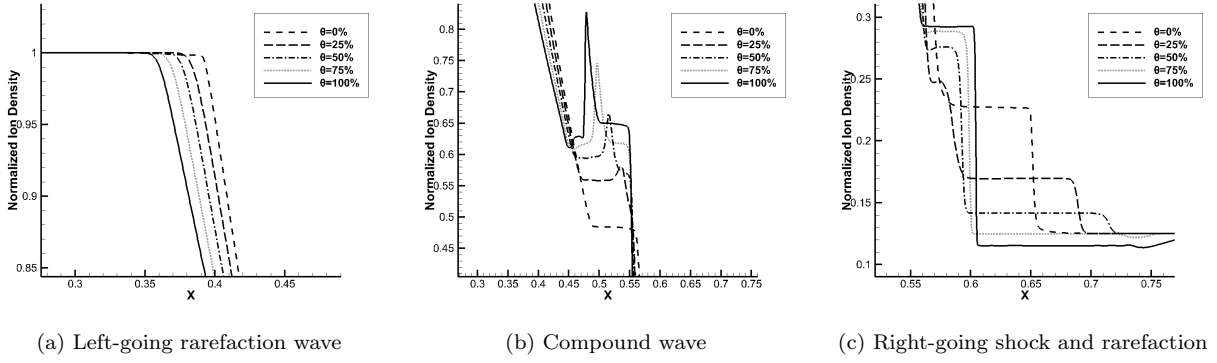 Normalized Ion Density
1
0.95
0.9
0.85
0.3
0.35
0.4
0.45
X
θ=0%
θ=25%
θ=50%
θ=75%
θ=100%
(a) Left-going rarefaction wave
Normalized Ion Density
0.8
0.75
0.7
0.65
0.6
0.55
0.5
0.45
0.3
0.35
0.4
0.45
0.5
0.55
0.6
0.65
0.7
0.75
X
θ=0%
θ=25%
θ=50%
θ=75%
θ=100%
(b) Compound wave
Normalized Ion Density
0.3
0.25
0.2
0.15
0.1
0.55
0.6
0.65
0.7
0.75
X
θ=0%
θ=25%
θ=50%
θ=75%
θ=100%
(c) Right-going shock and rarefaction